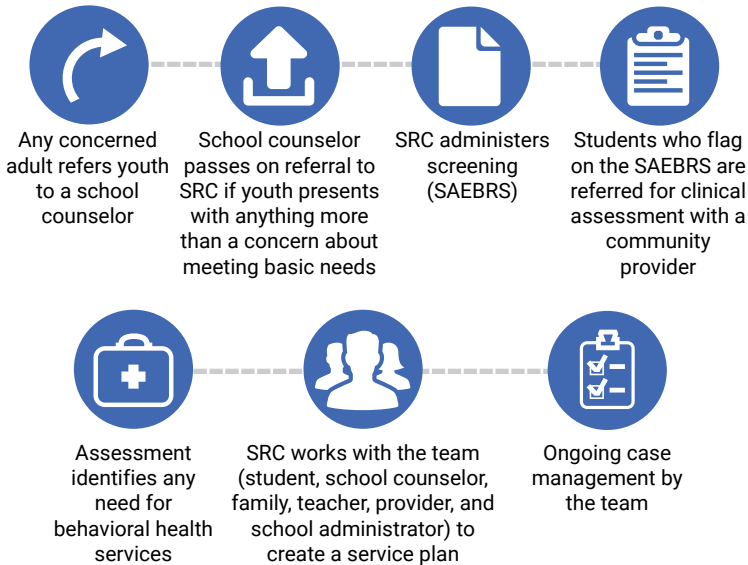 Any concerned
adult refers youth
to a school
counselor
School counselor
passes on referral to
SRC if youth presents
with anything more
than a concern about
meeting basic needs
SRC administers
screening
(SAEBRS)
Students who flag
on the SAEBRS are
referred for clinical
assessment with a
community
provider
Assessment
identifies any
need for
behavioral health
services
SRC works with the team
(student, school counselor,
family, teacher, provider, and
school administrator) to
create a service plan
Ongoing case
management by
the team